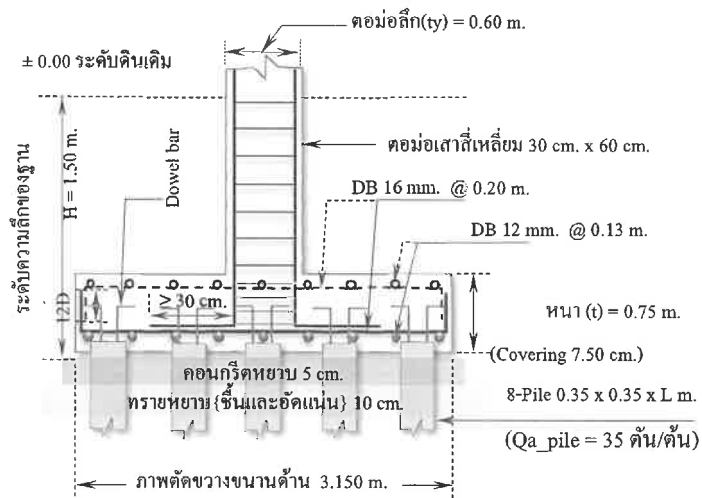 ตอม่อลึก(ty) = 0.60 m.
± 0.00 ระดับดินเดิม
ตอม่อเสาสี่เหลี่ยม 30 cm. x 60 cm.
ระดับความลึกของฐาน
H = 1.50 m.
Dowel bar
DB 16 mm. @ 0.20 m.
DB 12 mm. @ 0.13 m.
12D
≥ 30 cm.
หนา (t) = 0.75 m.
(Covering 7.50 cm.)
คอนกรีตหยาบ 5 cm.
ทรายหยาบ {ชื้นและอัดแน่น} 10 cm.
8-Pile 0.35 x 0.35 x L m.
(Qa_pile = 35 ตัน/ต้น)
ภาพตัดขวางขนานด้าน 3.150 m.